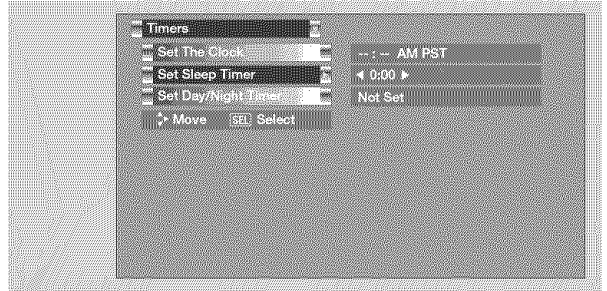 Timers
Set The Clock -- : -- AM PST
Set Sleep Timer ◀ 0:00 ▶
Set Day/Night Timer Not Set
Move SEL Select